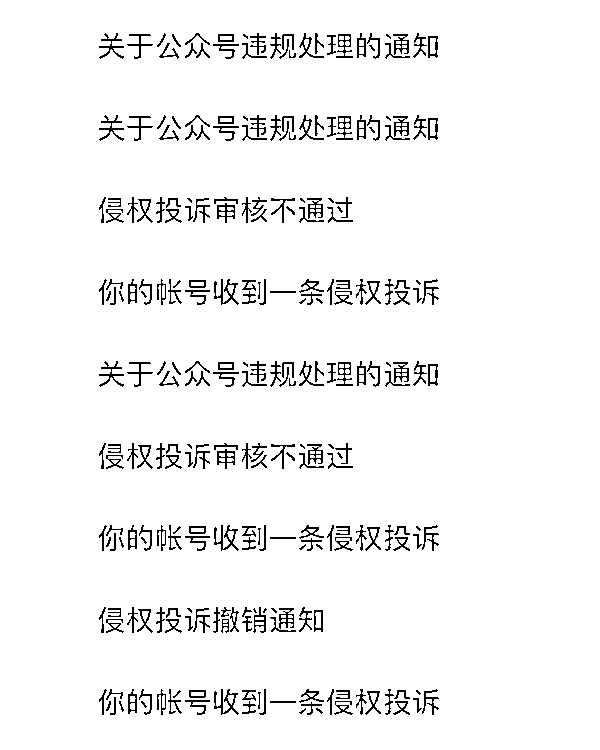 关于公众号违规处理的通知
关于公众号违规处理的通知
侵权投诉审核不通过
你的帐号收到一条侵权投诉
关于公众号违规处理的通知
侵权投诉审核不通过
你的帐号收到一条侵权投诉
侵权投诉撤销通知
你的帐号收到一条侵权投诉